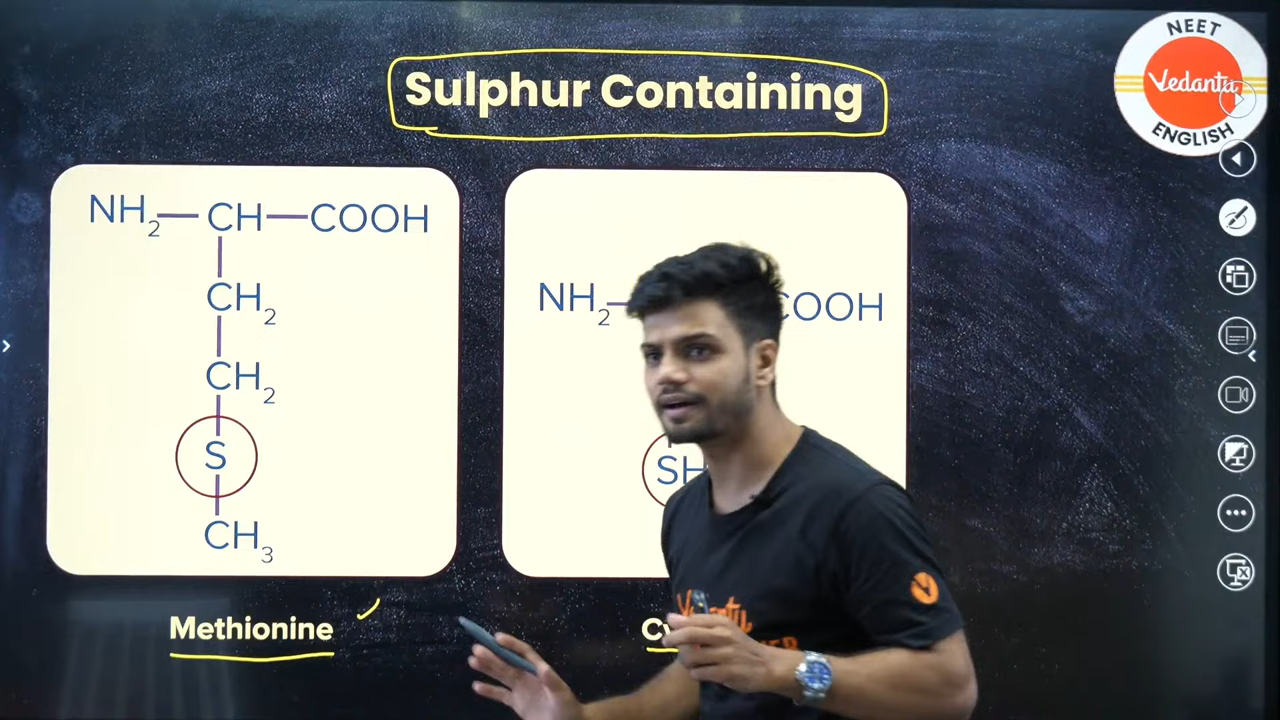 Sulphur Containing
NEET
Vedantu
ENGLISH
NH2—CH—COOH
CH2
CH2
S
CH3
Methionine
NH2—
COOH
SH